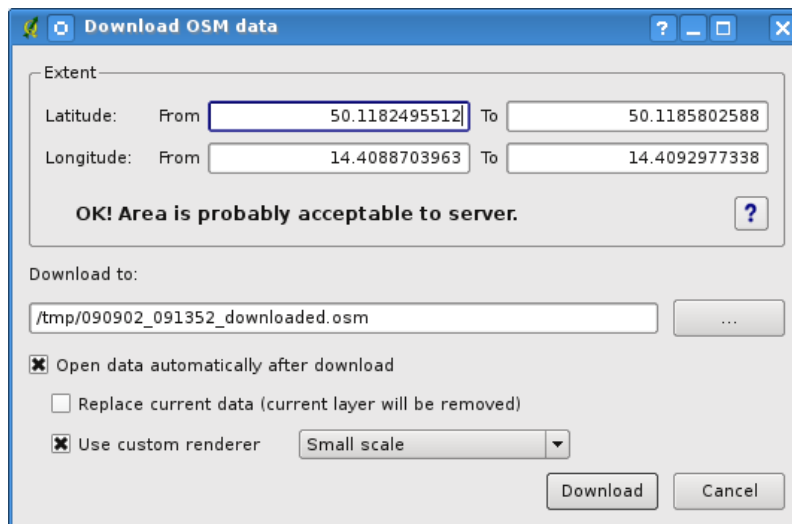 Download OSM data
Extent
Latitude: From 50.1182495512 To 50.1185802588
Longitude: From 14.4088703963 To 14.4092977338
OK! Area is probably acceptable to server. ?
Download to:
/tmp/090902_091352_downloaded.osm ...
Open data automatically after download
Replace current data (current layer will be removed)
Use custom renderer Small scale
Download Cancel